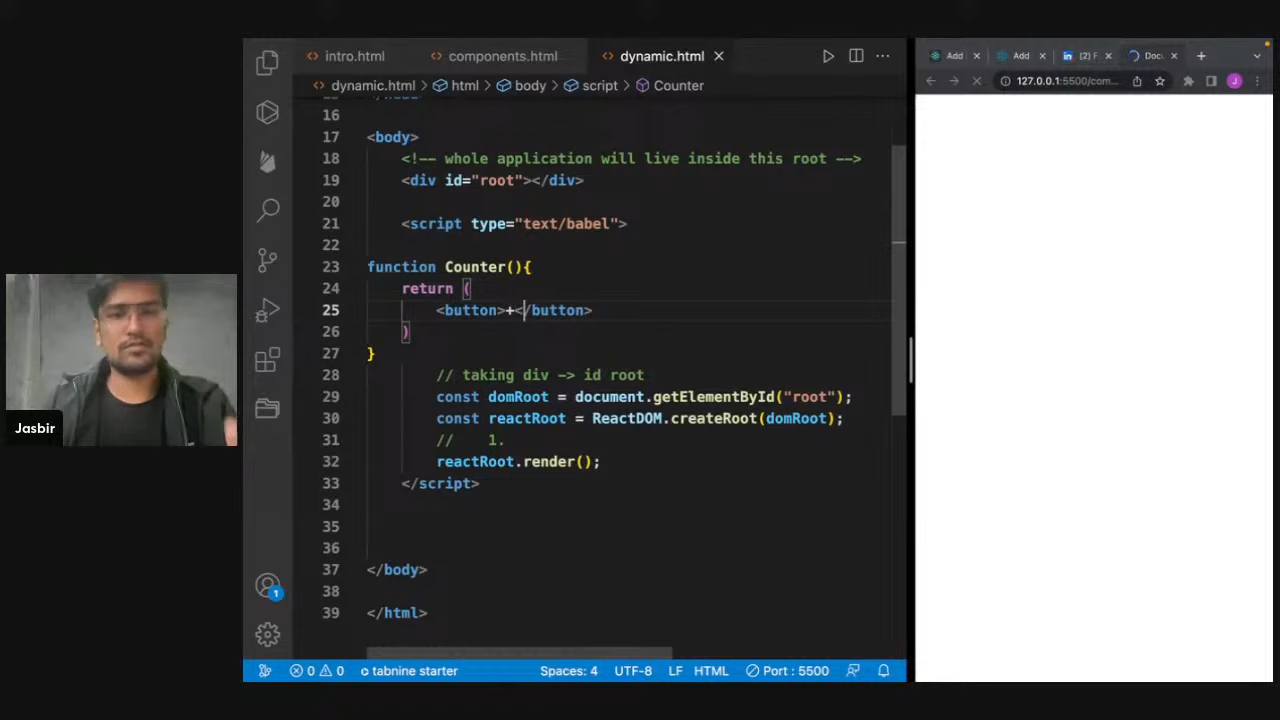 intro.html components.html dynamic.html
dynamic.html html body script Counter
16
17 <body>
18 <!-- whole application will live inside this root -->
19 <div id="root"></div>
20
21 <script type="text/babel">
22
23 function Counter(){
24 return (
25 <button>+</button>
26 )
27 }
28 // taking div -> id root
29 const domRoot = document.getElementById("root");
30 const reactRoot = ReactDOM.createRoot(domRoot);
31 // 1.
32 reactRoot.render();
33 </script>
34
35
36
37 </body>
38
39 </html>
1
0 0 tabnine starter Spaces: 4 UTF-8 LF HTML Port : 5500
Add Add (2) F Doc
127.0.0.1:5500/com...
J
Jasbir